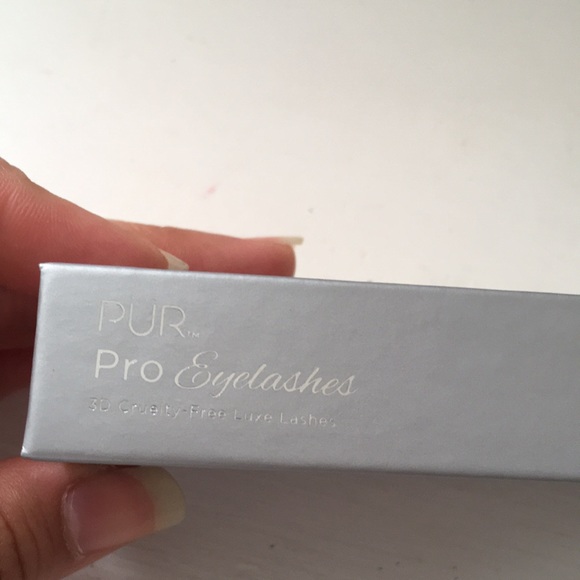 PUR™
Pro Eyelashes
3D Cruelty-Free Luxe Lashes